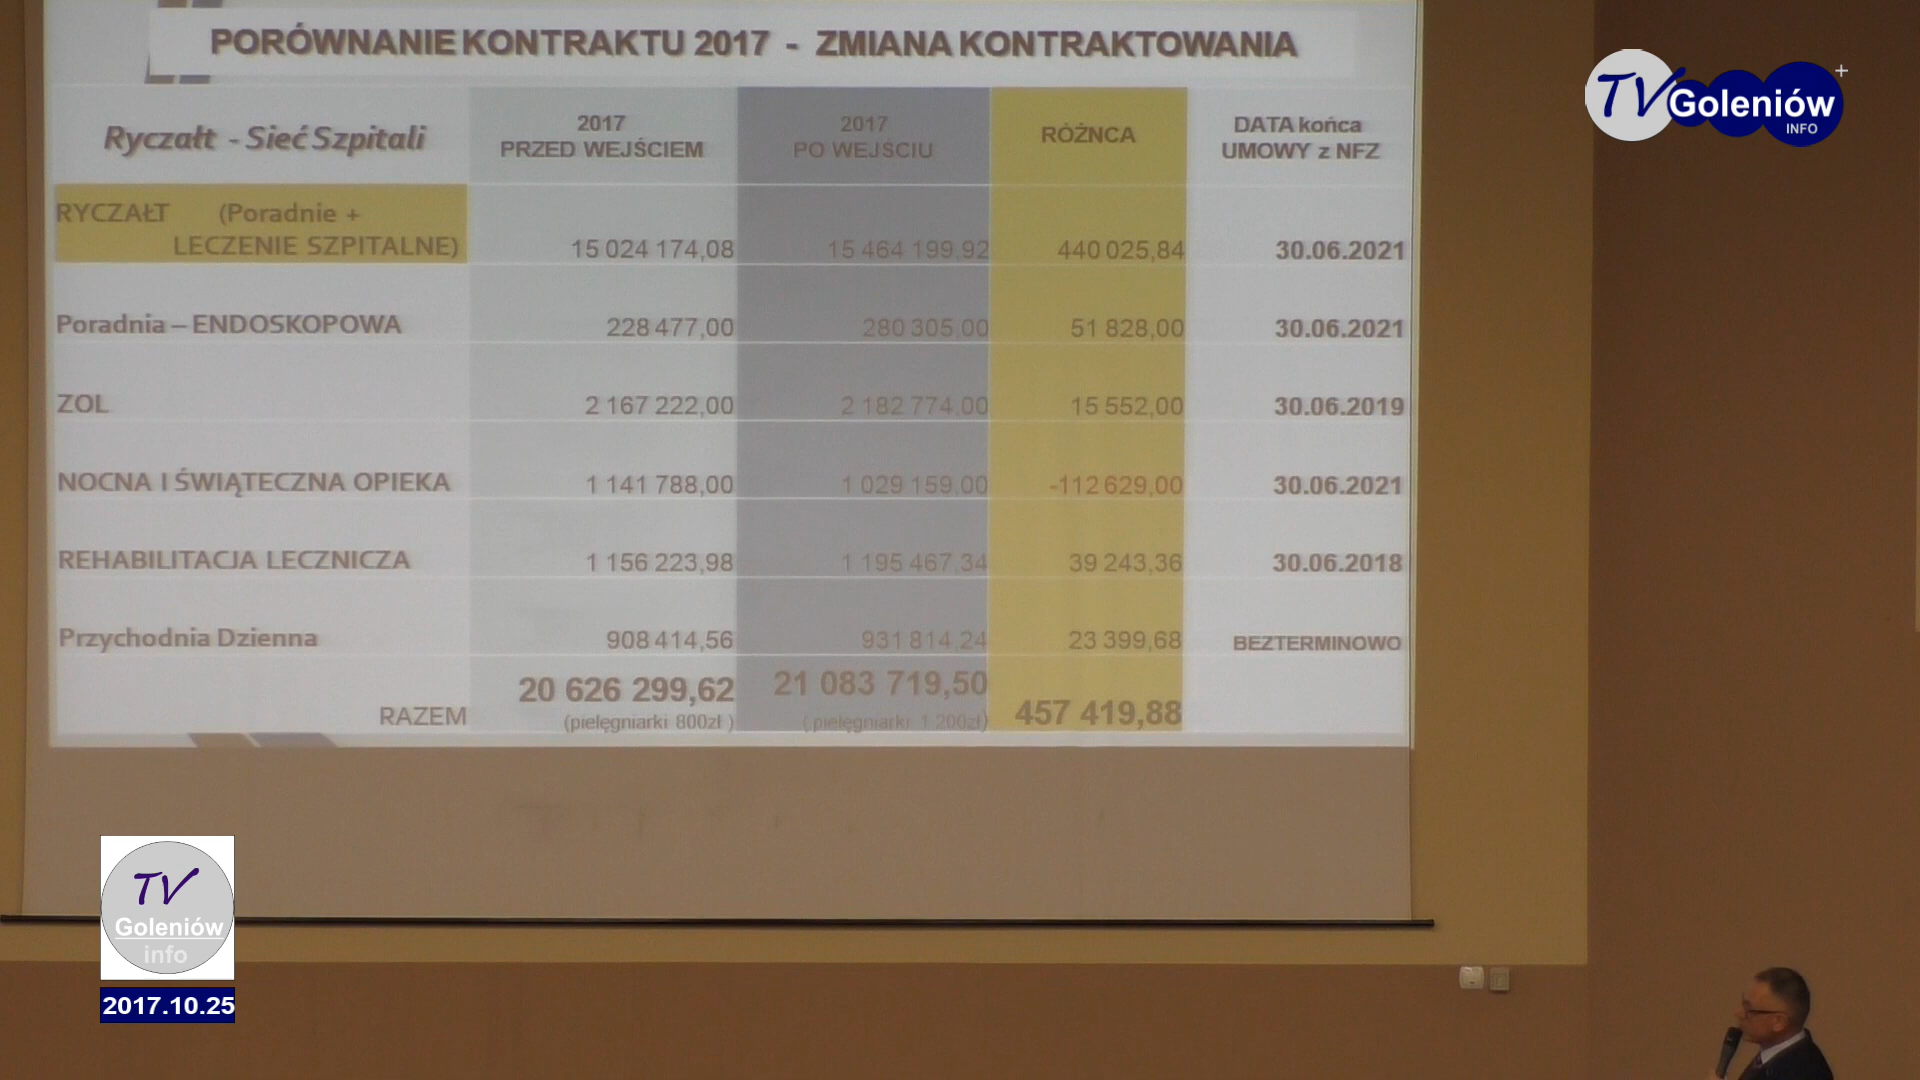 PORÓWNANIE KONTRAKTU 2017 - ZMIANA KONTRAKTOWANIA
TV Goleniów +
INFO
Ryczałt - Sieć Szpitali
2017
PRZED WEJŚCIEM
2017
PO WEJŚCIU
RÓŻNCA
DATA końca
UMOWY z NFZ
RYCZAŁT (Poradnie +
LECZENIE SZPITALNE) 15 024 174,08 15 464 199,92 440 025,84 30.06.2021
Poradnia – ENDOSKOPOWA 228 477,00 280 305,00 51 828,00 30.06.2021
ZOL 2 167 222,00 2 182 774,00 15 552,00 30.06.2019
NOCNA I ŚWIĄTECZNA OPIEKA 1 141 788,00 1 029 159,00 -112 629,00 30.06.2021
REHABILITACJA LECZNICZA 1 156 223,98 1 195 467,34 39 243,36 30.06.2018
Przychodnia Dzienna 908 414,56 931 814,24 23 399,68 BEZTERMINOWO
RAZEM 20 626 299,62 21 083 719,50 457 419,88
(pielęgniarki 800zł ) ( pielęgniarki 1 200zł)
TV
Goleniów
info
2017.10.25